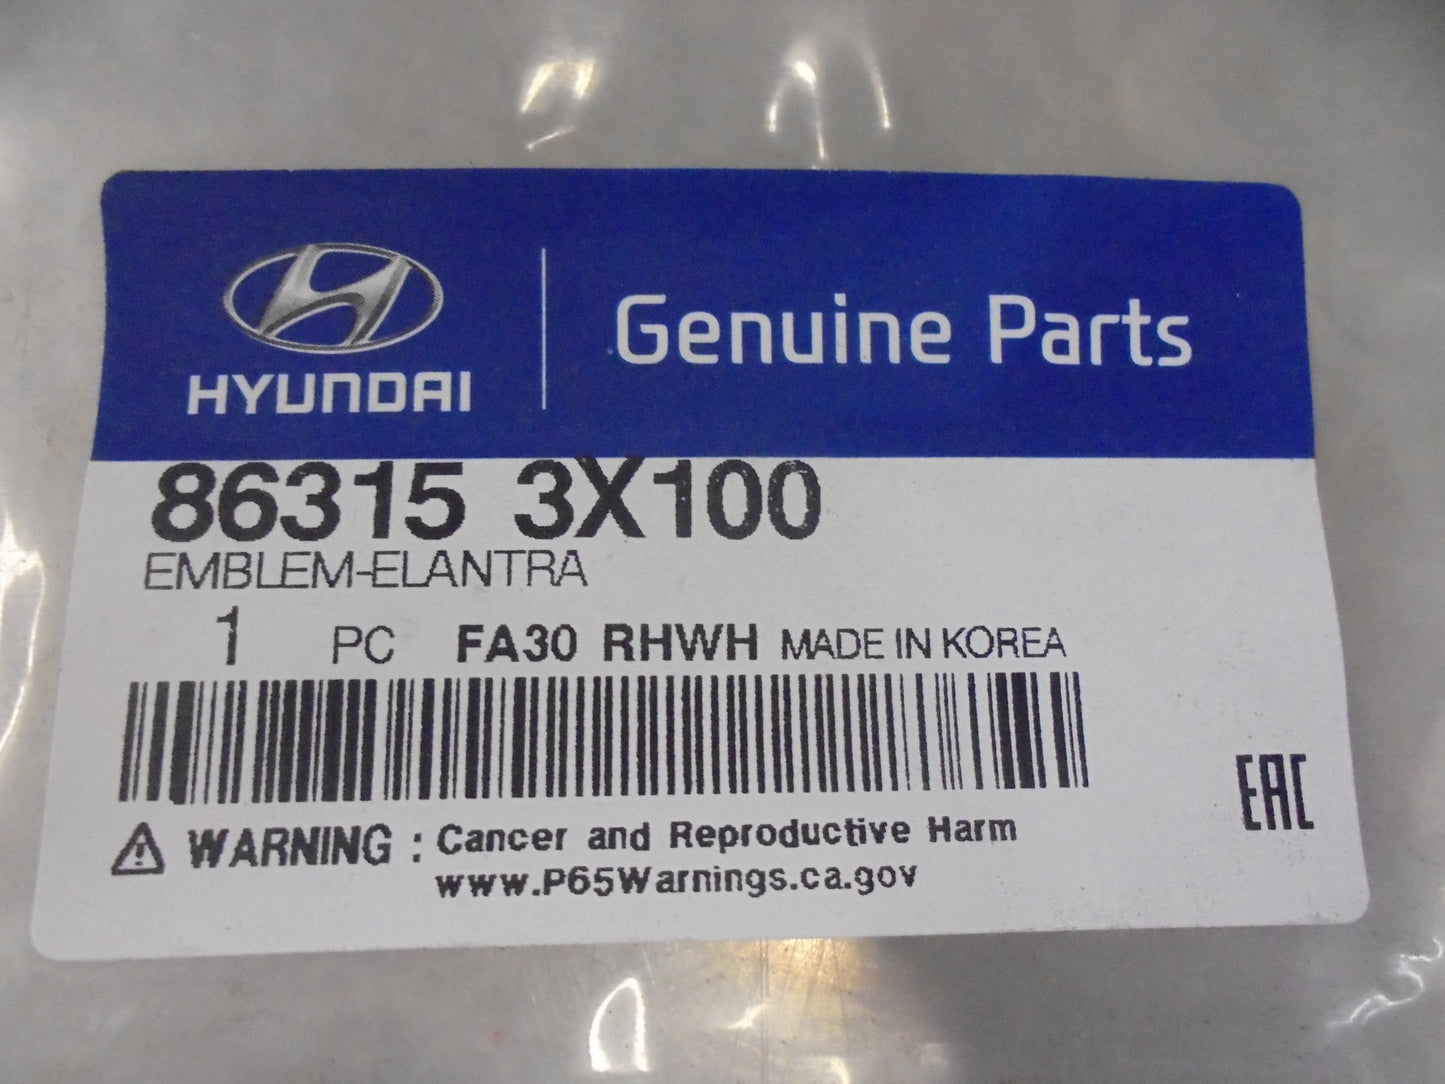 HYUNDAI
Genuine Parts
86315 3X100
EMBLEM-ELANTRA
1 PC FA30 RHWH MADE IN KOREA
EAC
WARNING : Cancer and Reproductive Harm
www.P65Warnings.ca.gov